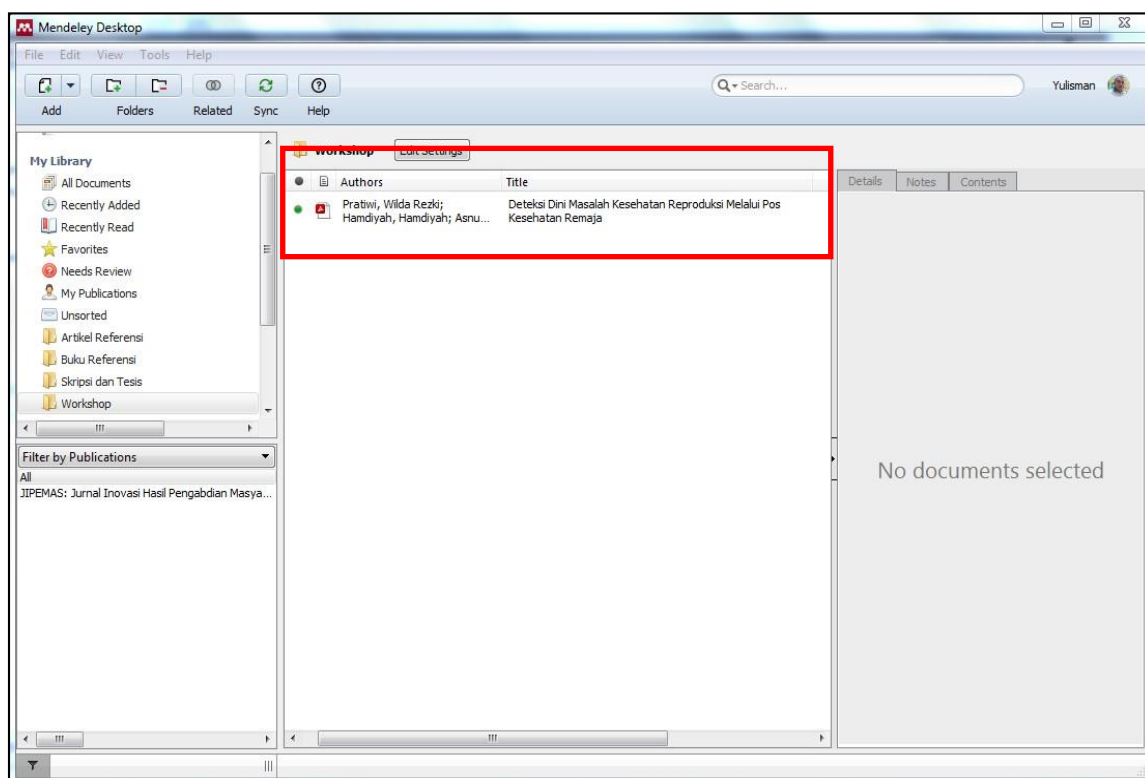 Mendeley Desktop
File Edit View Tools Help
Search...
Yulisman
Add Folders Related Sync Help
My Library
All Documents
Recently Added
Recently Read
Favorites
Needs Review
My Publications
Unsorted
Artikel Referensi
Buku Referensi
Skripsi dan Tesis
Workshop
Filter by Publications
All
JIPEMAS: Jurnal Inovasi Hasil Pengabdian Masya...
Workshop Edit Settings
Authors Title
Pratiwi, Wilda Rezki;
Hamdiyah, Hamdiyah; Asnu...
Deteksi Dini Masalah Kesehatan Reproduksi Melalui Pos
Kesehatan Remaja
Details Notes Contents
No documents selected